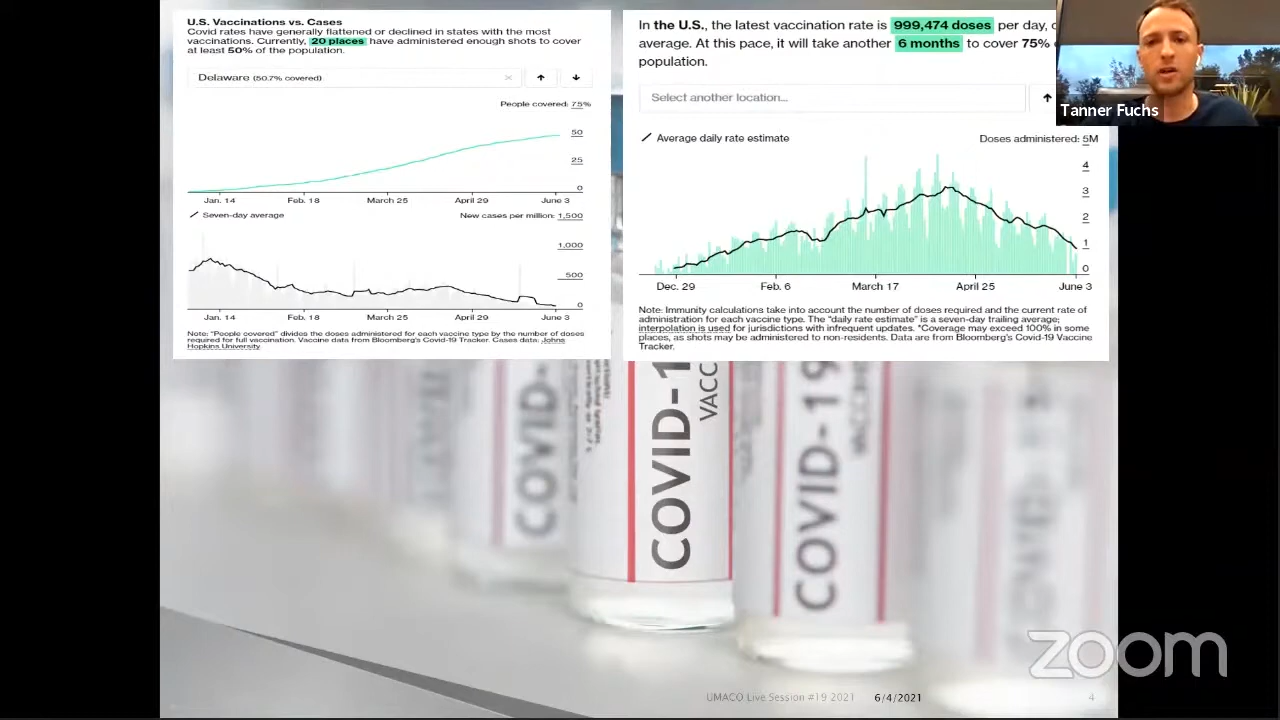 U.S. Vaccinations vs. Cases
Covid rates have generally flattened or declined in states with the most
vaccinations. Currently, 20 places have administered enough shots to cover
at least 50% of the population.
Delaware (50.7% covered) × ↑ ↓
People covered: 75%
50
25
0
Jan. 14 Feb. 18 March 25 April 29 June 3
Seven-day average New cases per million: 1,500
1,000
500
0
Jan. 14 Feb. 18 March 25 April 29 June 3
Note: "People covered" divides the doses administered for each vaccine type by the number of doses
required for full vaccination. Vaccine data from Bloomberg's Covid-19 Tracker. Cases data: Johns
Hopkins University.
In the U.S., the latest vaccination rate is 999,474 doses per day,
average. At this pace, it will take another 6 months to cover 75%
population.
Select another location... ↑
Average daily rate estimate Doses administered: 5M
4
3
2
1
0
Dec. 29 Feb. 6 March 17 April 25 June 3
Note: Immunity calculations take into account the number of doses required and the current rate of
administration for each vaccine type. The "daily rate estimate" is a seven-day trailing average;
interpolation is used for jurisdictions with infrequent updates. *Coverage may exceed 100% in some
places, as shots may be administered to non-residents. Data are from Bloomberg's Covid-19 Vaccine
Tracker.
Tanner Fuchs
COVID-
COVID-1
VACC
COVID-19
VACCINE
UMACO Live Session #19 2021 6/4/2021 4
zoom